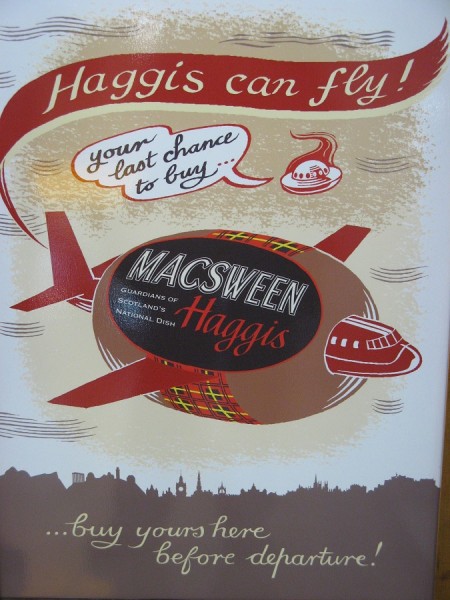 Haggis can fly!
your
last chance
to buy...
MACSWEEN
GUARDIANS OF
SCOTLAND'S
NATIONAL DISH
Haggis
...buy yours here
before departure!